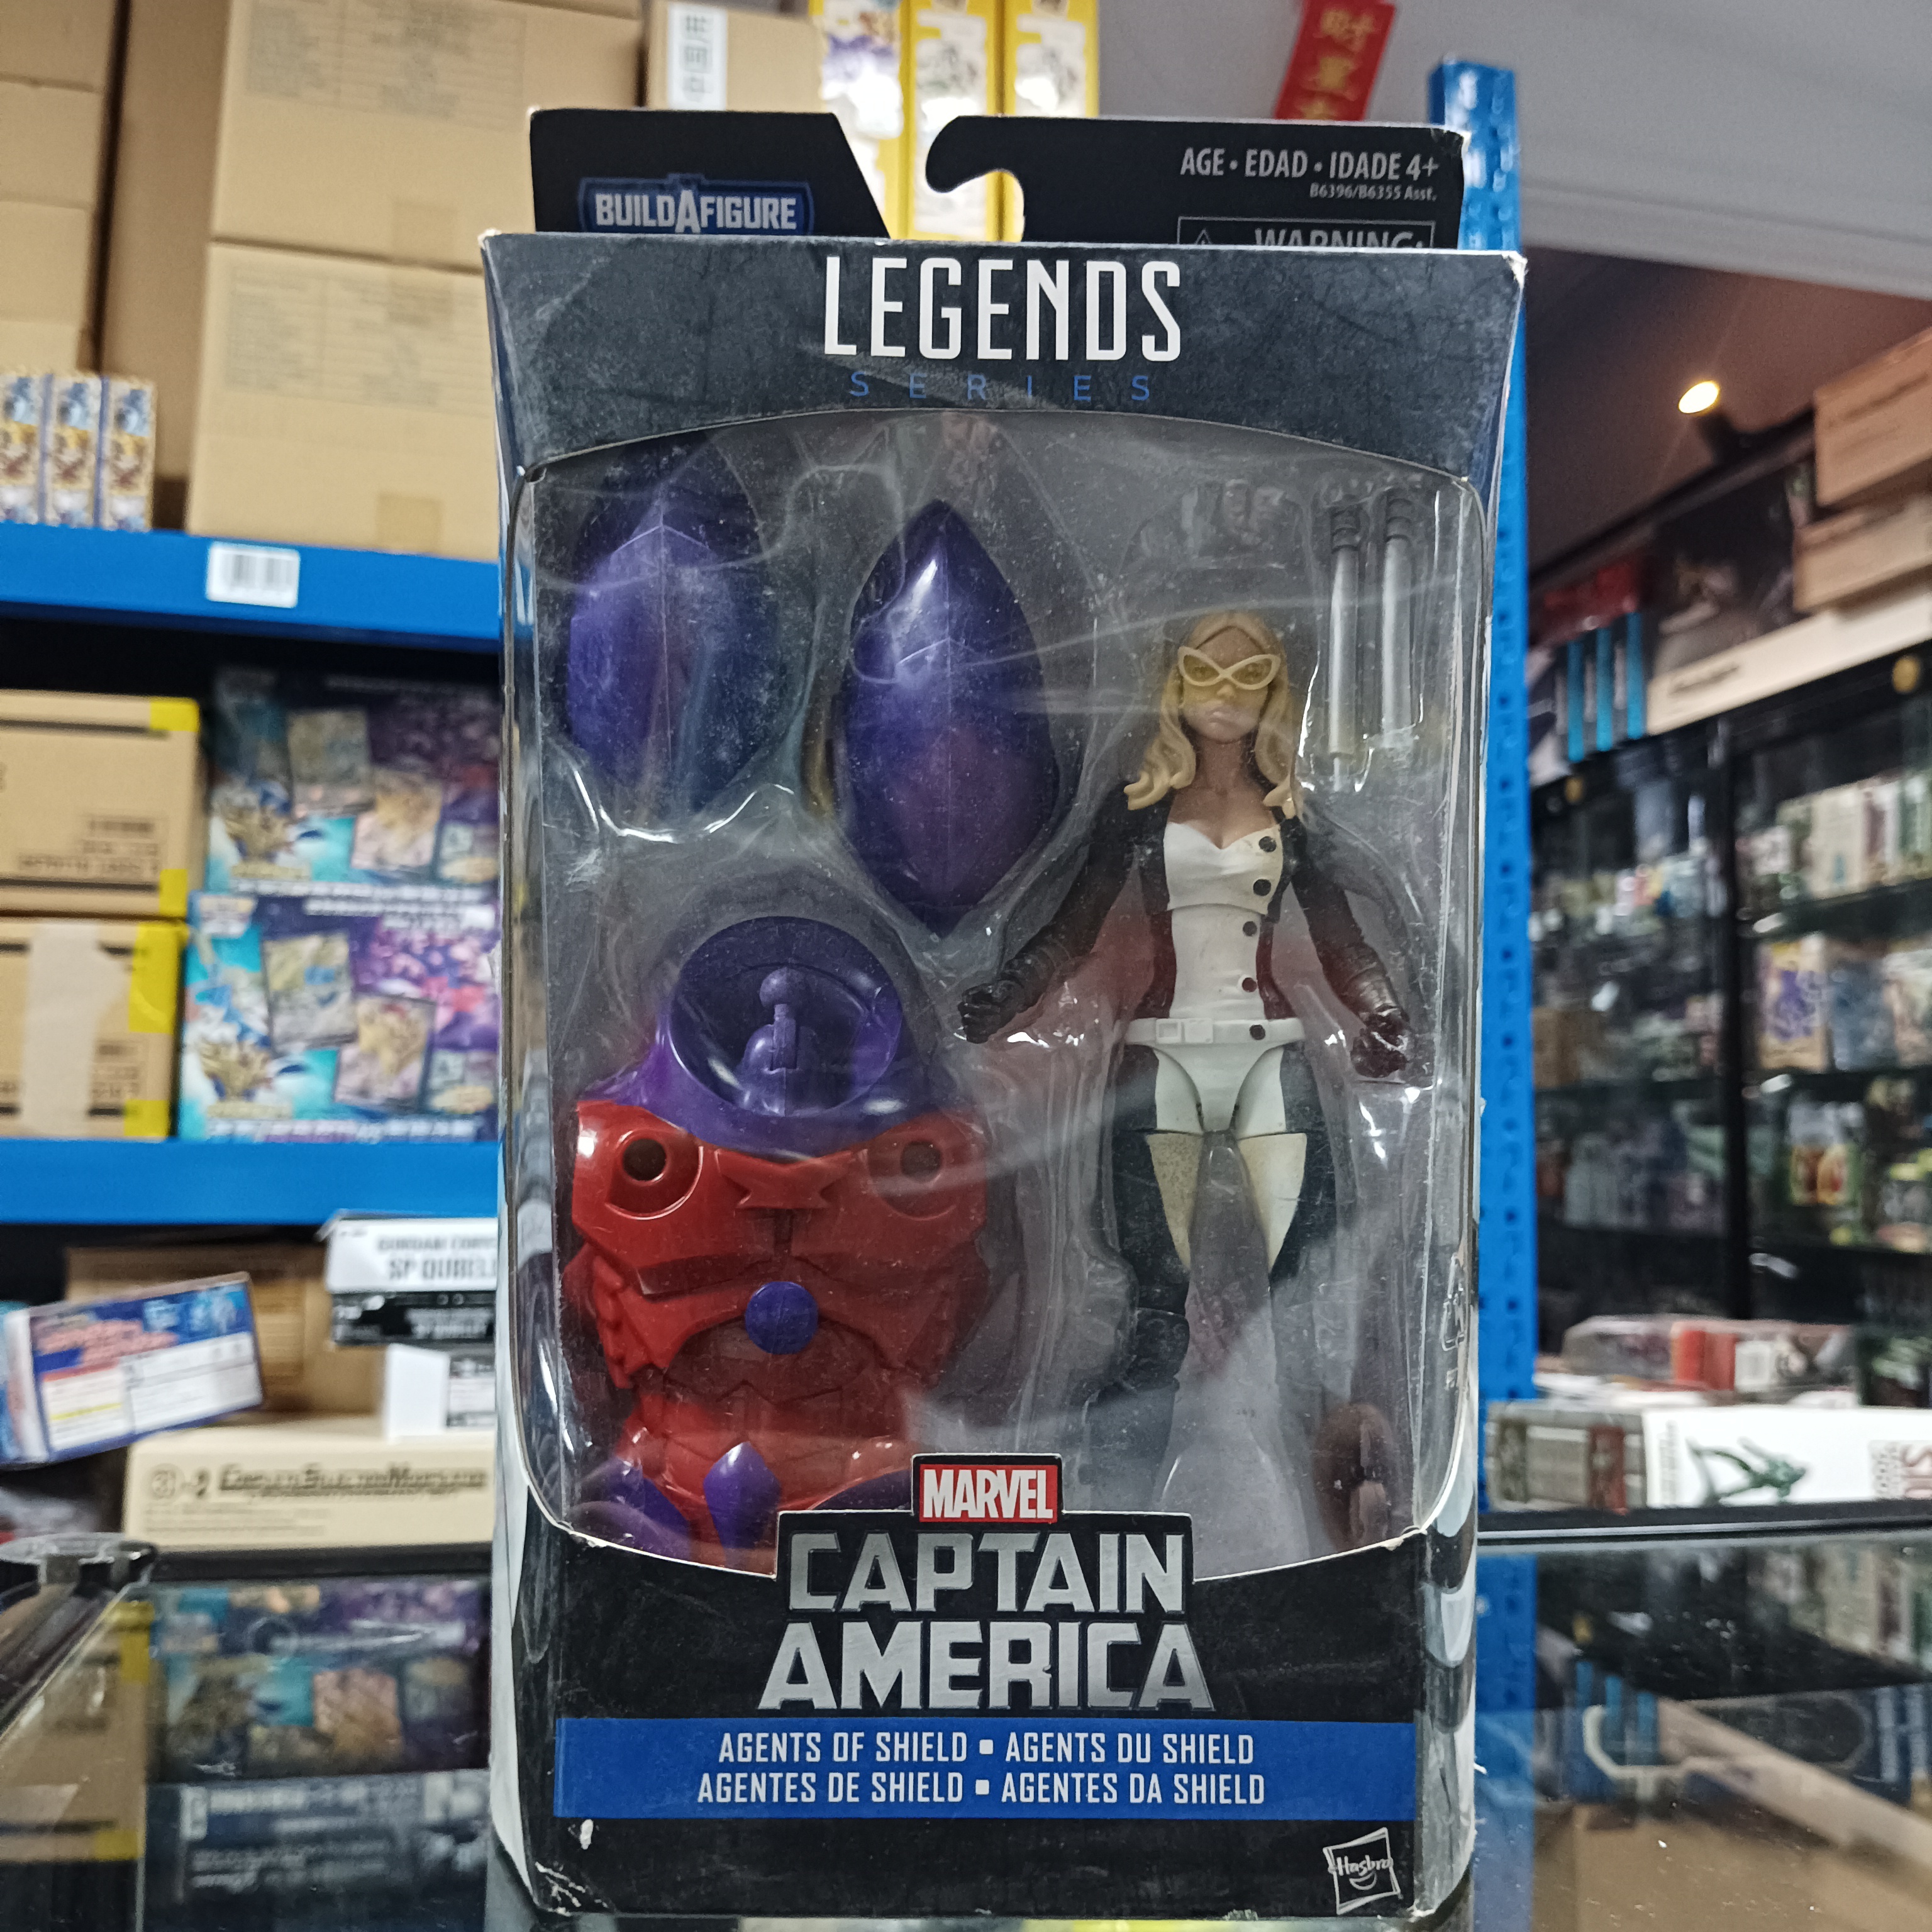 BUILDAFIGURE
AGE • EDAD • IDADE 4+
B6396/B6355 Asst.
WARNING:
LEGENDS
SERIES
MARVEL
CAPTAIN
AMERICA
AGENTS OF SHIELD ▪ AGENTS DU SHIELD
AGENTES DE SHIELD ▪ AGENTES DA SHIELD
Hasbro